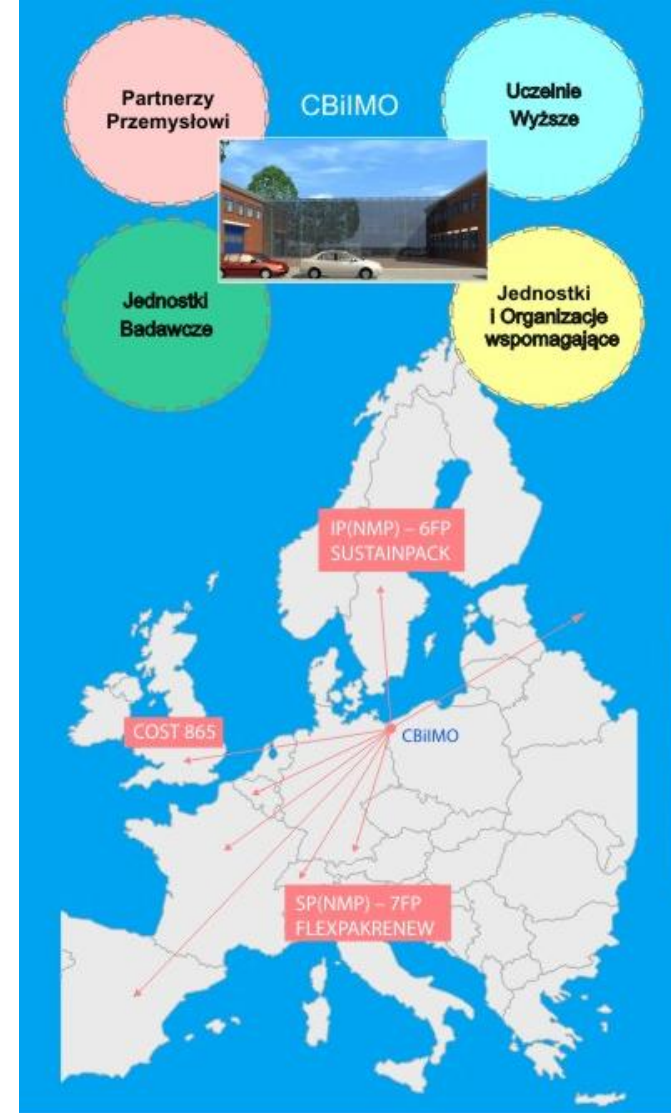 Partnerzy
Przemysłowi
CBiIMO
Uczelnie
Wyższe
Jednostki
Badawcze
Jednostki
i Organizacje
wspomagające
IP(NMP) – 6FP
SUSTAINPACK
COST 865
CBiIMO
SP(NMP) – 7FP
FLEXPAKRENEW